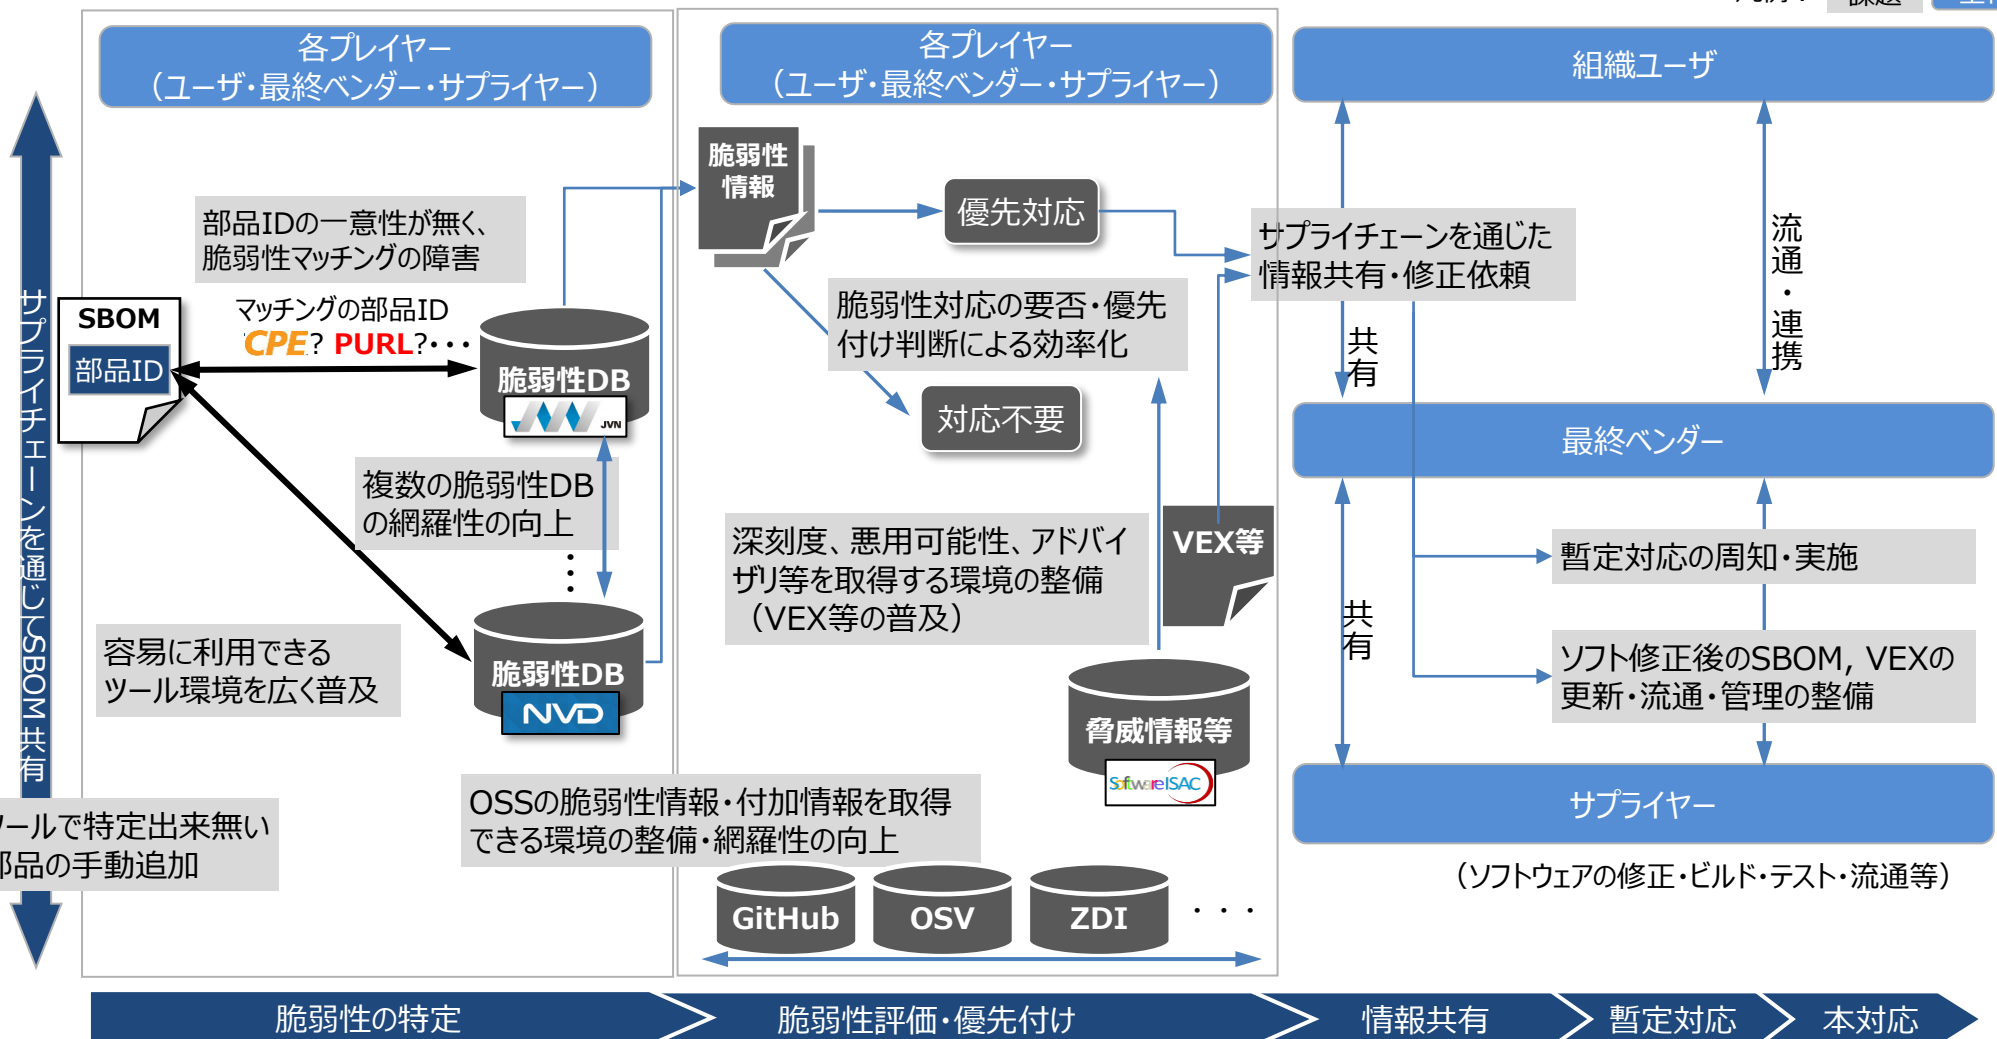 課題
各プレイヤー
（ユーザ・最終ベンダー・サプライヤー）
各プレイヤー
（ユーザ・最終ベンダー・サプライヤー）
組織ユーザ
サプライチェーンを通じてSBOM共有
部品IDの一意性が無く、
脆弱性マッチングの障害
マッチングの部品ID
CPE? PURL?・・・
SBOM
部品ID
脆弱性DB
JVN
複数の脆弱性DB
の網羅性の向上
容易に利用できる
ツール環境を広く普及
脆弱性DB
NVD
ツールで特定出来無い
部品の手動追加
脆弱性
情報
優先対応
脆弱性対応の要否・優先
付け判断による効率化
対応不要
深刻度、悪用可能性、アドバイ
ザリ等を取得する環境の整備
（VEX等の普及）
VEX等
脅威情報等
SoftwareISAC
OSSの脆弱性情報・付加情報を取得
できる環境の整備・網羅性の向上
GitHub
OSV
ZDI
・・・
サプライチェーンを通じた
情報共有・修正依頼
共有
流通・連携
最終ベンダー
暫定対応の周知・実施
共有
ソフト修正後のSBOM, VEXの
更新・流通・管理の整備
サプライヤー
（ソフトウェアの修正・ビルド・テスト・流通等）
脆弱性の特定
脆弱性評価・優先付け
情報共有
暫定対応
本対応